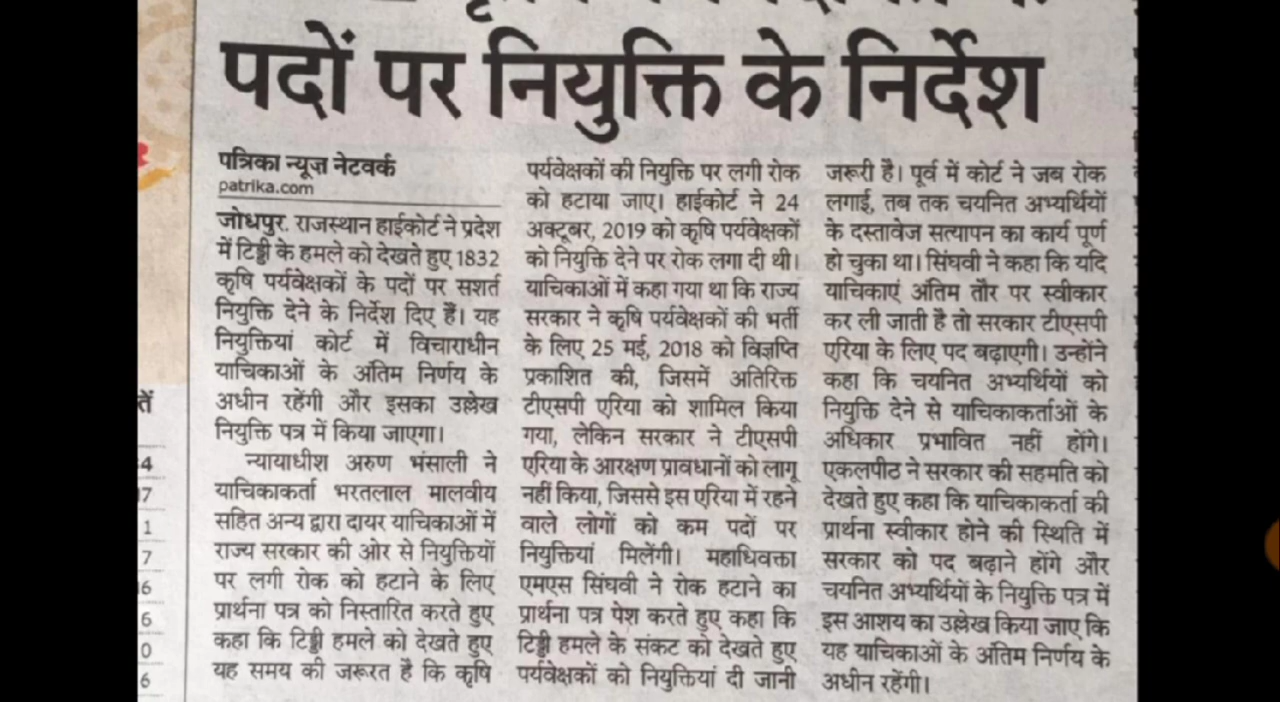 पदों पर नियुक्ति के निर्देश
पत्रिका न्यूज़ नेटवर्क
patrika.com
जोधपुर. राजस्थान हाईकोर्ट ने प्रदेश
में टिड्डी के हमले को देखते हुए 1832
कृषि पर्यवेक्षकों के पदों पर सशर्त
नियुक्ति देने के निर्देश दिए हैं। यह
नियुक्तियां कोर्ट में विचाराधीन
याचिकाओं के अंतिम निर्णय के
अधीन रहेंगी और इसका उल्लेख
नियुक्ति पत्र में किया जाएगा।
न्यायाधीश अरुण भंसाली ने
याचिकाकर्ता भरतलाल मालवीय
सहित अन्य द्वारा दायर याचिकाओं में
राज्य सरकार की ओर से नियुक्तियों
पर लगी रोक को हटाने के लिए
प्रार्थना पत्र को निस्तारित करते हुए
कहा कि टिड्डी हमले को देखते हुए
यह समय की जरूरत है कि कृषि
पर्यवेक्षकों की नियुक्ति पर लगी रोक
को हटाया जाए। हाईकोर्ट ने 24
अक्टूबर, 2019 को कृषि पर्यवेक्षकों
को नियुक्ति देने पर रोक लगा दी थी।
याचिकाओं में कहा गया था कि राज्य
सरकार ने कृषि पर्यवेक्षकों की भर्ती
के लिए 25 मई, 2018 को विज्ञप्ति
प्रकाशित की, जिसमें अतिरिक्त
टीएसपी एरिया को शामिल किया
गया, लेकिन सरकार ने टीएसपी
एरिया के आरक्षण प्रावधानों को लागू
नहीं किया, जिससे इस एरिया में रहने
वाले लोगों को कम पदों पर
नियुक्तियां मिलेंगी। महाधिवक्ता
एमएस सिंघवी ने रोक हटाने का
प्रार्थना पत्र पेश करते हुए कहा कि
टिड्डी हमले के संकट को देखते हुए
पर्यवेक्षकों को नियुक्तियां दी जानी
जरूरी है। पूर्व में कोर्ट ने जब रोक
लगाई, तब तक चयनित अभ्यर्थियों
के दस्तावेज सत्यापन का कार्य पूर्ण
हो चुका था। सिंघवी ने कहा कि यदि
याचिकाएं अंतिम तौर पर स्वीकार
कर ली जाती है तो सरकार टीएसपी
एरिया के लिए पद बढ़ाएगी। उन्होंने
कहा कि चयनित अभ्यर्थियों को
नियुक्ति देने से याचिकाकर्ताओं के
अधिकार प्रभावित नहीं होंगे।
एकलपीठ ने सरकार की सहमति को
देखते हुए कहा कि याचिकाकर्ता की
प्रार्थना स्वीकार होने की स्थिति में
सरकार को पद बढ़ाने होंगे और
चयनित अभ्यर्थियों के नियुक्ति पत्र में
इस आशय का उल्लेख किया जाए कि
यह याचिकाओं के अंतिम निर्णय के
अधीन रहेंगी।